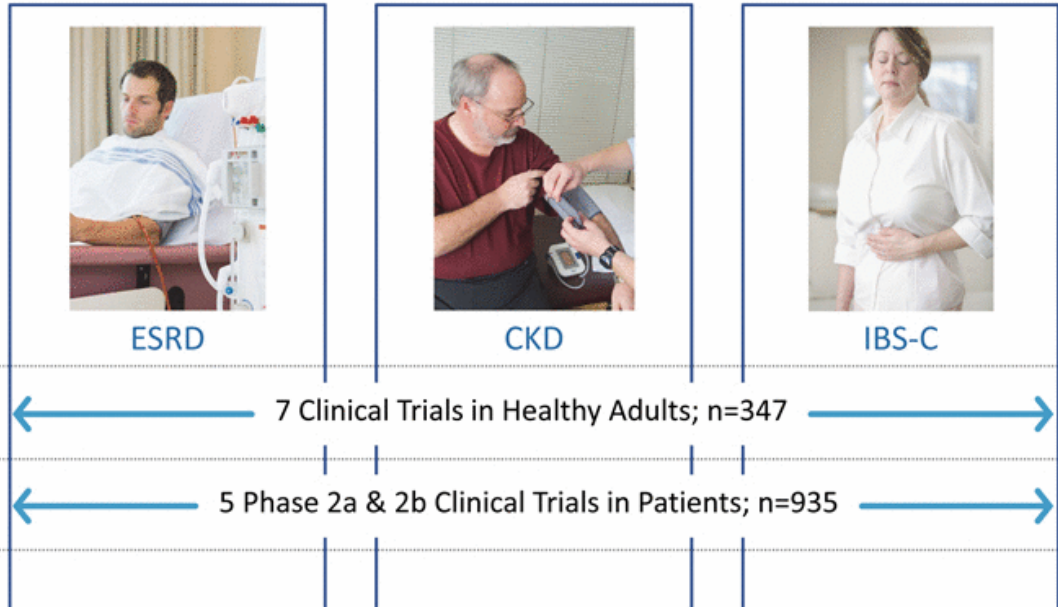 ESRD
CKD
IBS-C
7 Clinical Trials in Healthy Adults; n=347
5 Phase 2a & 2b Clinical Trials in Patients; n=935